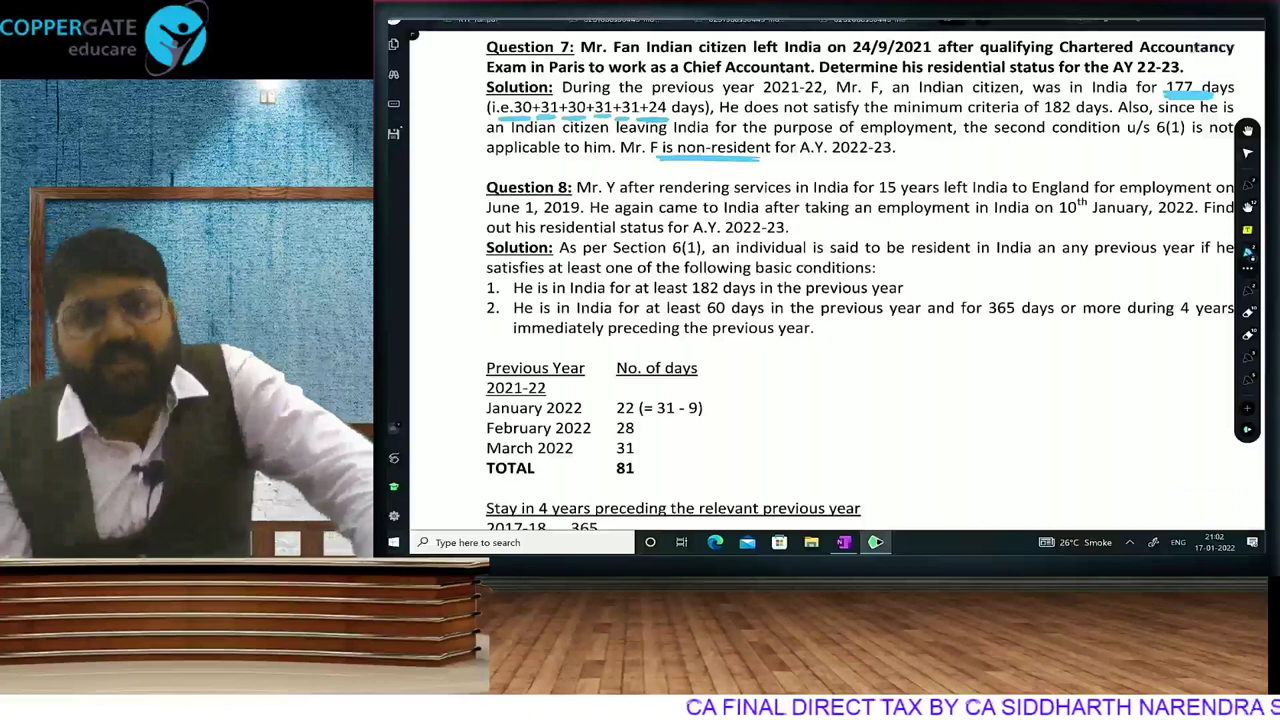 COPPERGATE
educare
Question 7: Mr. Fan Indian citizen left India on 24/9/2021 after qualifying Chartered Accountancy
Exam in Paris to work as a Chief Accountant. Determine his residential status for the AY 22-23.
Solution: During the previous year 2021-22, Mr. F, an Indian citizen, was in India for 177 days
(i.e.30+31+30+31+31+24 days), He does not satisfy the minimum criteria of 182 days. Also, since he is
an Indian citizen leaving India for the purpose of employment, the second condition u/s 6(1) is not
applicable to him. Mr. F is non-resident for A.Y. 2022-23.
Question 8: Mr. Y after rendering services in India for 15 years left India to England for employment on
June 1, 2019. He again came to India after taking an employment in India on 10th January, 2022. Find
out his residential status for A.Y. 2022-23.
Solution: As per Section 6(1), an individual is said to be resident in India an any previous year if he
satisfies at least one of the following basic conditions:
1. He is in India for at least 182 days in the previous year
2. He is in India for at least 60 days in the previous year and for 365 days or more during 4 years
immediately preceding the previous year.
Previous Year No. of days
2021-22
January 2022 22 (= 31 - 9)
February 2022 28
March 2022 31
TOTAL 81
Stay in 4 years preceding the relevant previous year
2017-18 365
Type here to search
26°C Smoke
ENG
21:02
17-01-2022
CA FINAL DIRECT TAX BY CA SIDDHARTH NARENDRA S